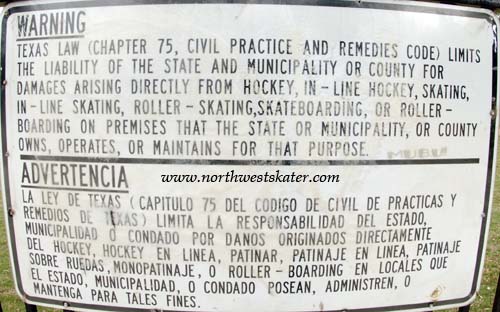 WARNING
TEXAS LAW (CHAPTER 75, CIVIL PRACTICE AND REMEDIES CODE) LIMITS
THE LIABILITY OF THE STATE AND MUNICIPALITY OR COUNTY FOR
DAMAGES ARISING DIRECTLY FROM HOCKEY, IN-LINE HOCKEY, SKATING,
IN-LINE SKATING, ROLLER-SKATING,SKATEBOARDING, OR ROLLER-
BOARDING ON PREMISES THAT THE STATE OR MUNICIPALITY, OR COUNTY
OWNS, OPERATES, OR MAINTAINS FOR THAT PURPOSE.
ADVERTENCIA
www.northwestskater.com
LA LEY DE TEXAS (CAPITULO 75 DEL CODIGO DE CIVIL DE PRACTICAS Y
REMEDIOS DE TEXAS) LIMITA LA RESPONSABILIDAD DEL ESTADO,
MUNICIPALIDAD O CONDADO POR DANOS ORIGINADOS DIRECTAMENTE
DEL HOCKEY, HOCKEY EN LINEA, PATINAR, PATINAJE EN LINEA, PATINAJE
SOBRE RUEDAS, MONOPATINAJE, O ROLLER-BOARDING EN LOCALES QUE
EL ESTADO, MUNICIPALIDAD, O CONDADO POSEAN, ADMINISTREN, O
MANTENGA PARA TALES FINES.